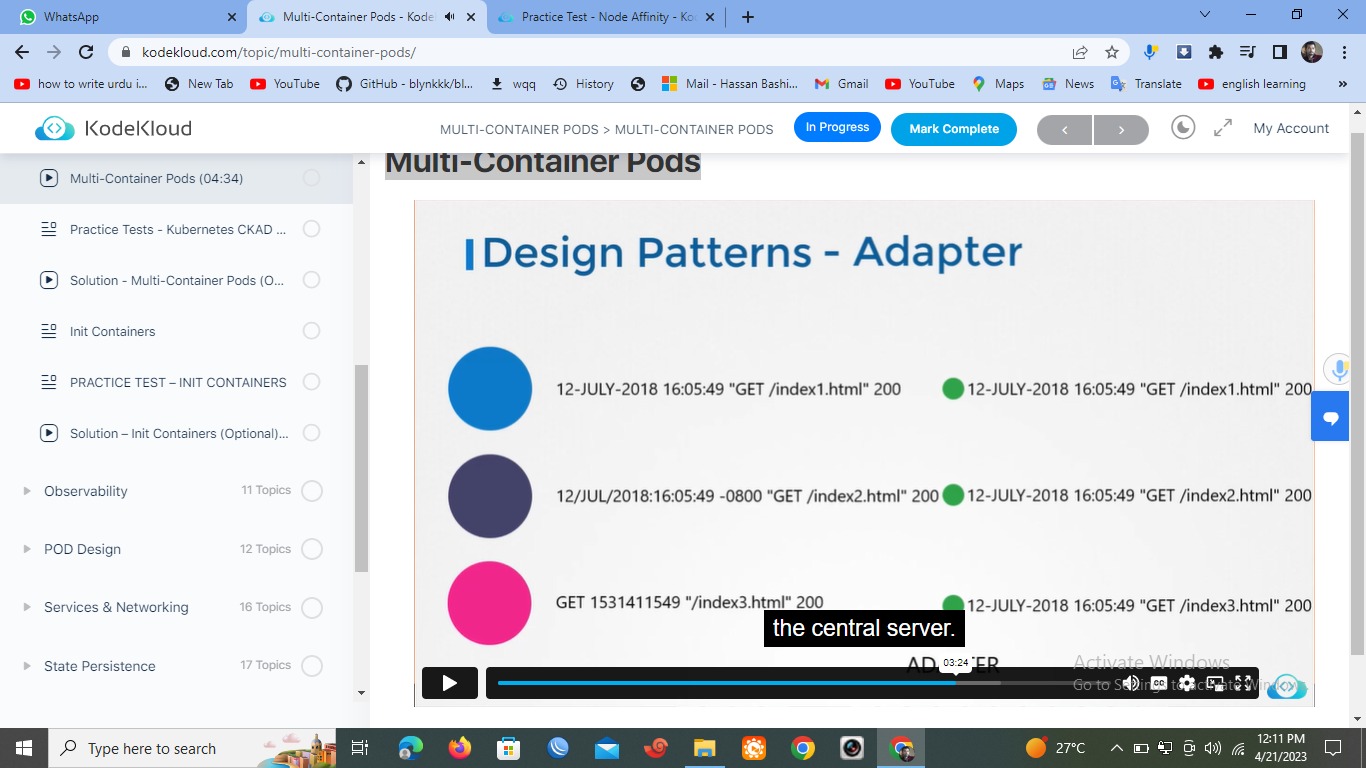 WhatsApp
Multi-Container Pods - Kodel
Practice Test - Node Affinity - Ko
kodekloud.com/topic/multi-container-pods/
how to write urdu i...
New Tab
YouTube
GitHub - blynkkk/bl...
wqq
History
Mail - Hassan Bashi...
Gmail
YouTube
Maps
News
Translate
english learning
»
KodeKloud
MULTI-CONTAINER PODS > MULTI-CONTAINER PODS
In Progress
Mark Complete
<
>
My Account
Multi-Container Pods (04:34)
Practice Tests - Kubernetes CKAD ...
Solution - Multi-Container Pods (O...
Init Containers
PRACTICE TEST – INIT CONTAINERS
Solution – Init Containers (Optional)...
Observability
11 Topics
POD Design
12 Topics
Services & Networking
16 Topics
State Persistence
17 Topics
Multi-Container Pods
Design Patterns - Adapter
12-JULY-2018 16:05:49 "GET /index1.html" 200
12-JULY-2018 16:05:49 "GET /index1.html" 200
12/JUL/2018:16:05:49 -0800 "GET /index2.html" 200
12-JULY-2018 16:05:49 "GET /index2.html" 200
GET 1531411549 "/index3.html" 200
12-JULY-2018 16:05:49 "GET /index3.html" 200
the central server.
03:24
CC
Activate Windows
Go to Settings to activate Windows.
Type here to search
27°C
12:11 PM
4/21/2023